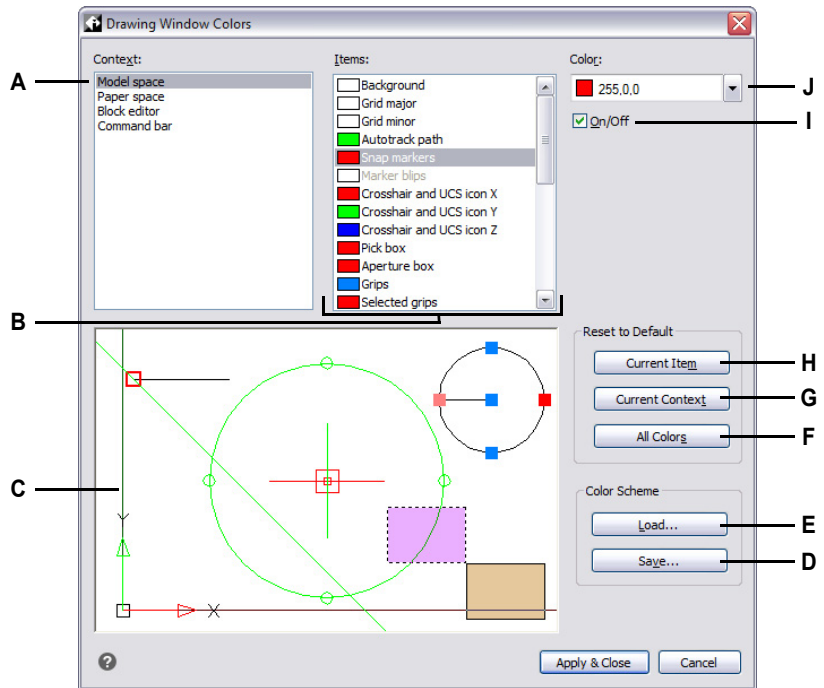 Drawing Window Colors
Context:
Items:
Color:
A
Model space
Paper space
Block editor
Command bar
Background
Grid major
Grid minor
Autotrack path
Snap markers
Marker blips
Crosshair and UCS icon X
Crosshair and UCS icon Y
Crosshair and UCS icon Z
Pick box
Aperture box
Grips
Selected grips
255,0,0
J
On/Off
I
B
Reset to Default
Current Item
H
Current Context
G
All Colors
F
C
Y
X
Color Scheme
Load...
E
Save...
D
?
Apply & Close
Cancel